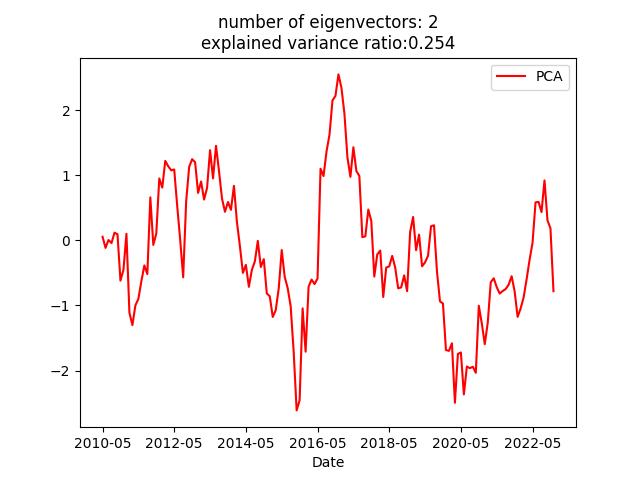 number of eigenvectors: 2
explained variance ratio:0.254
PCA
2
1
0
−1
−2
2010-05 2012-05 2014-05 2016-05 2018-05 2020-05 2022-05
Date